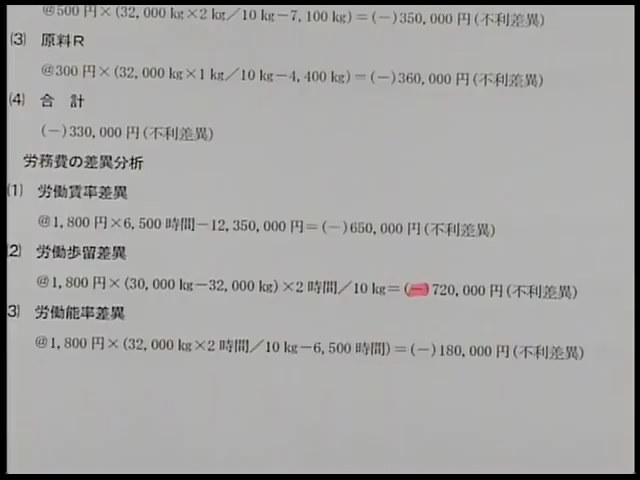 @500円×(32,000 kg×2 kg／10 kg−7,100 kg)＝(−)350,000円(不利差異)
(3) 原料R
@300円×(32,000 kg×1 kg／10 kg−4,400 kg)＝(−)360,000円(不利差異)
(4) 合 計
(−)330,000円(不利差異)
労務費の差異分析
(1) 労働賃率差異
@1,800円×6,500時間−12,350,000円＝(−)650,000円(不利差異)
2) 労働歩留差異
@1,800円×(30,000 kg−32,000 kg)×2時間／10 kg＝(−)720,000円(不利差異)
3) 労働能率差異
@1,800円×(32,000 kg×2時間／10 kg−6,500時間)＝(−)180,000円(不利差異)